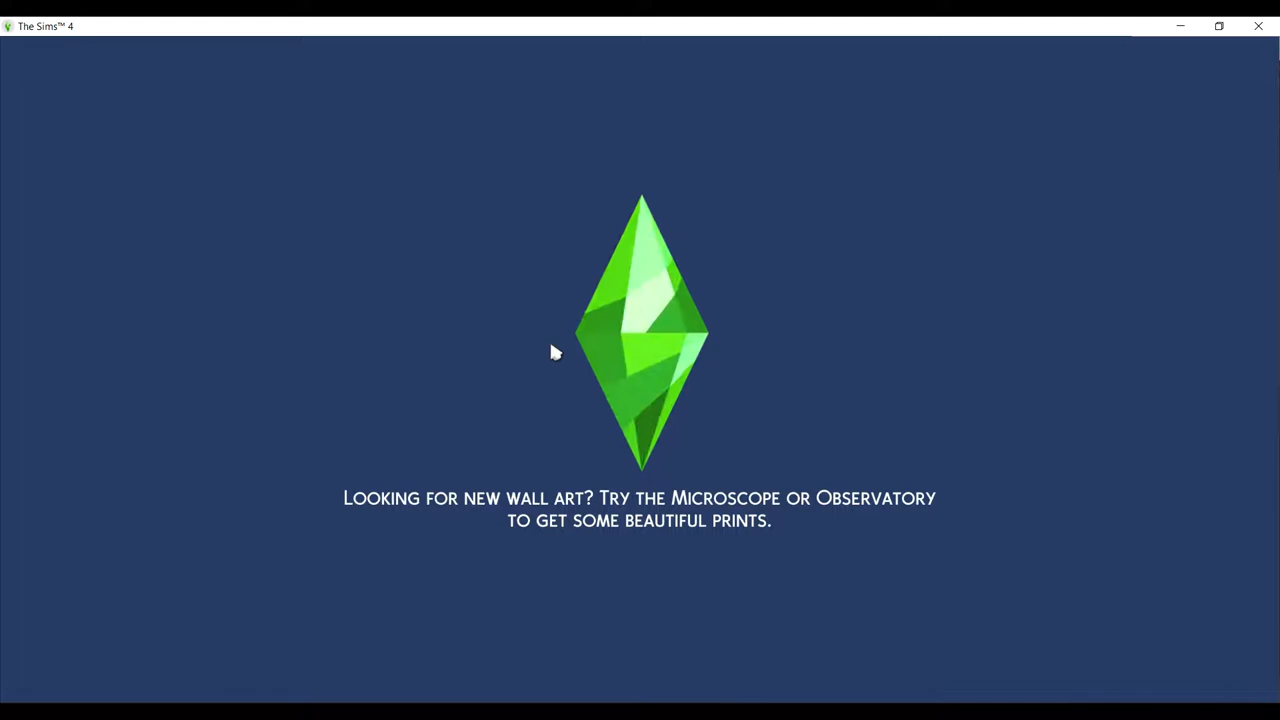 The Sims™ 4
Looking for new wall art? Try the Microscope or Observatory
to get some beautiful prints.